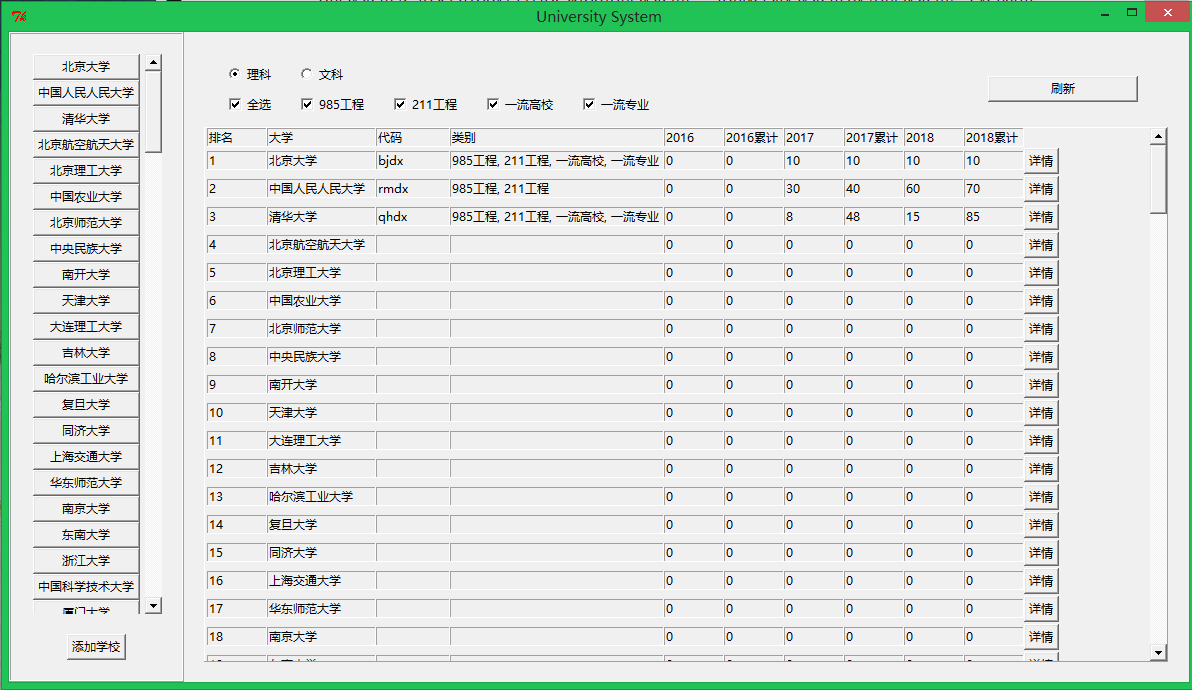 University System
北京大学
中国人民人民大学
清华大学
北京航空航天大学
北京理工大学
中国农业大学
北京师范大学
中央民族大学
南开大学
天津大学
大连理工大学
吉林大学
哈尔滨工业大学
复旦大学
同济大学
上海交通大学
华东师范大学
南京大学
东南大学
浙江大学
中国科学技术大学
厦门大学
添加学校
理科 文科
全选 985工程 211工程 一流高校 一流专业
刷新
排名 大学 代码 类别 2016 2016累计 2017 2017累计 2018 2018累计
1 北京大学 bjdx 985工程, 211工程, 一流高校, 一流专业 0 0 10 10 10 10 详情
2 中国人民人民大学 rmdx 985工程, 211工程 0 0 30 40 60 70 详情
3 清华大学 qhdx 985工程, 211工程, 一流高校, 一流专业 0 0 8 48 15 85 详情
4 北京航空航天大学 0 0 0 0 0 0 详情
5 北京理工大学 0 0 0 0 0 0 详情
6 中国农业大学 0 0 0 0 0 0 详情
7 北京师范大学 0 0 0 0 0 0 详情
8 中央民族大学 0 0 0 0 0 0 详情
9 南开大学 0 0 0 0 0 0 详情
10 天津大学 0 0 0 0 0 0 详情
11 大连理工大学 0 0 0 0 0 0 详情
12 吉林大学 0 0 0 0 0 0 详情
13 哈尔滨工业大学 0 0 0 0 0 0 详情
14 复旦大学 0 0 0 0 0 0 详情
15 同济大学 0 0 0 0 0 0 详情
16 上海交通大学 0 0 0 0 0 0 详情
17 华东师范大学 0 0 0 0 0 0 详情
18 南京大学 0 0 0 0 0 0 详情